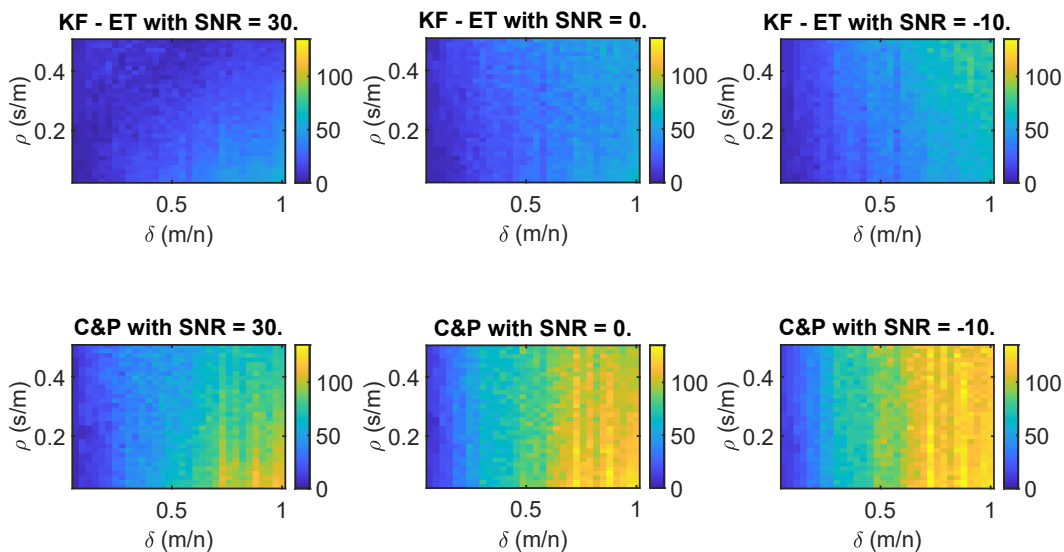 KF - ET with SNR = 30.
KF - ET with SNR = 0.
KF - ET with SNR = -10.
ρ (s/m)
0.4
0.2
0.5
1
δ (m/n)
100
50
0
ρ (s/m)
0.4
0.2
0.5
1
δ (m/n)
100
50
0
ρ (s/m)
0.4
0.2
0.5
1
δ (m/n)
100
50
0
C&P with SNR = 30.
C&P with SNR = 0.
C&P with SNR = -10.
ρ (s/m)
0.4
0.2
0.5
1
δ (m/n)
100
50
0
ρ (s/m)
0.4
0.2
0.5
1
δ (m/n)
100
50
0
ρ (s/m)
0.4
0.2
0.5
1
δ (m/n)
100
50
0